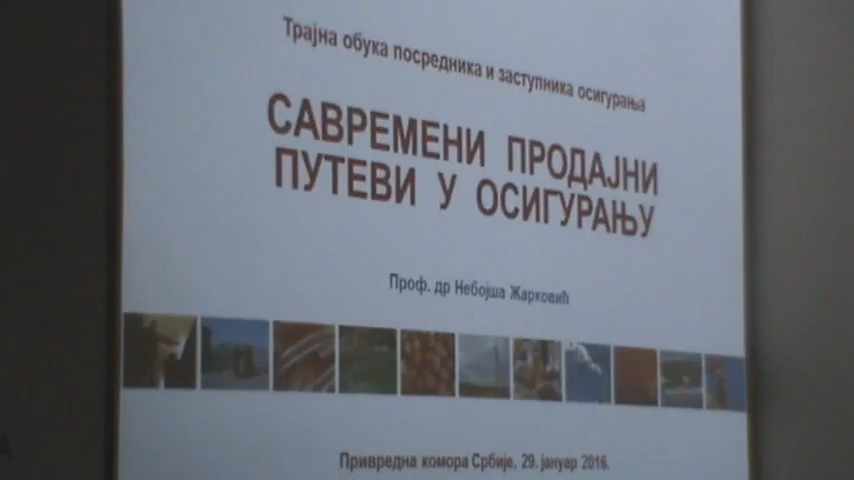 Трајна обука посредника и заступника осигурања
САВРЕМЕНИ ПРОДАЈНИ
ПУТЕВИ У ОСИГУРАЊУ
Проф. др Небојша Жарковић
Привредна комора Србије, 29. јануар 2016.